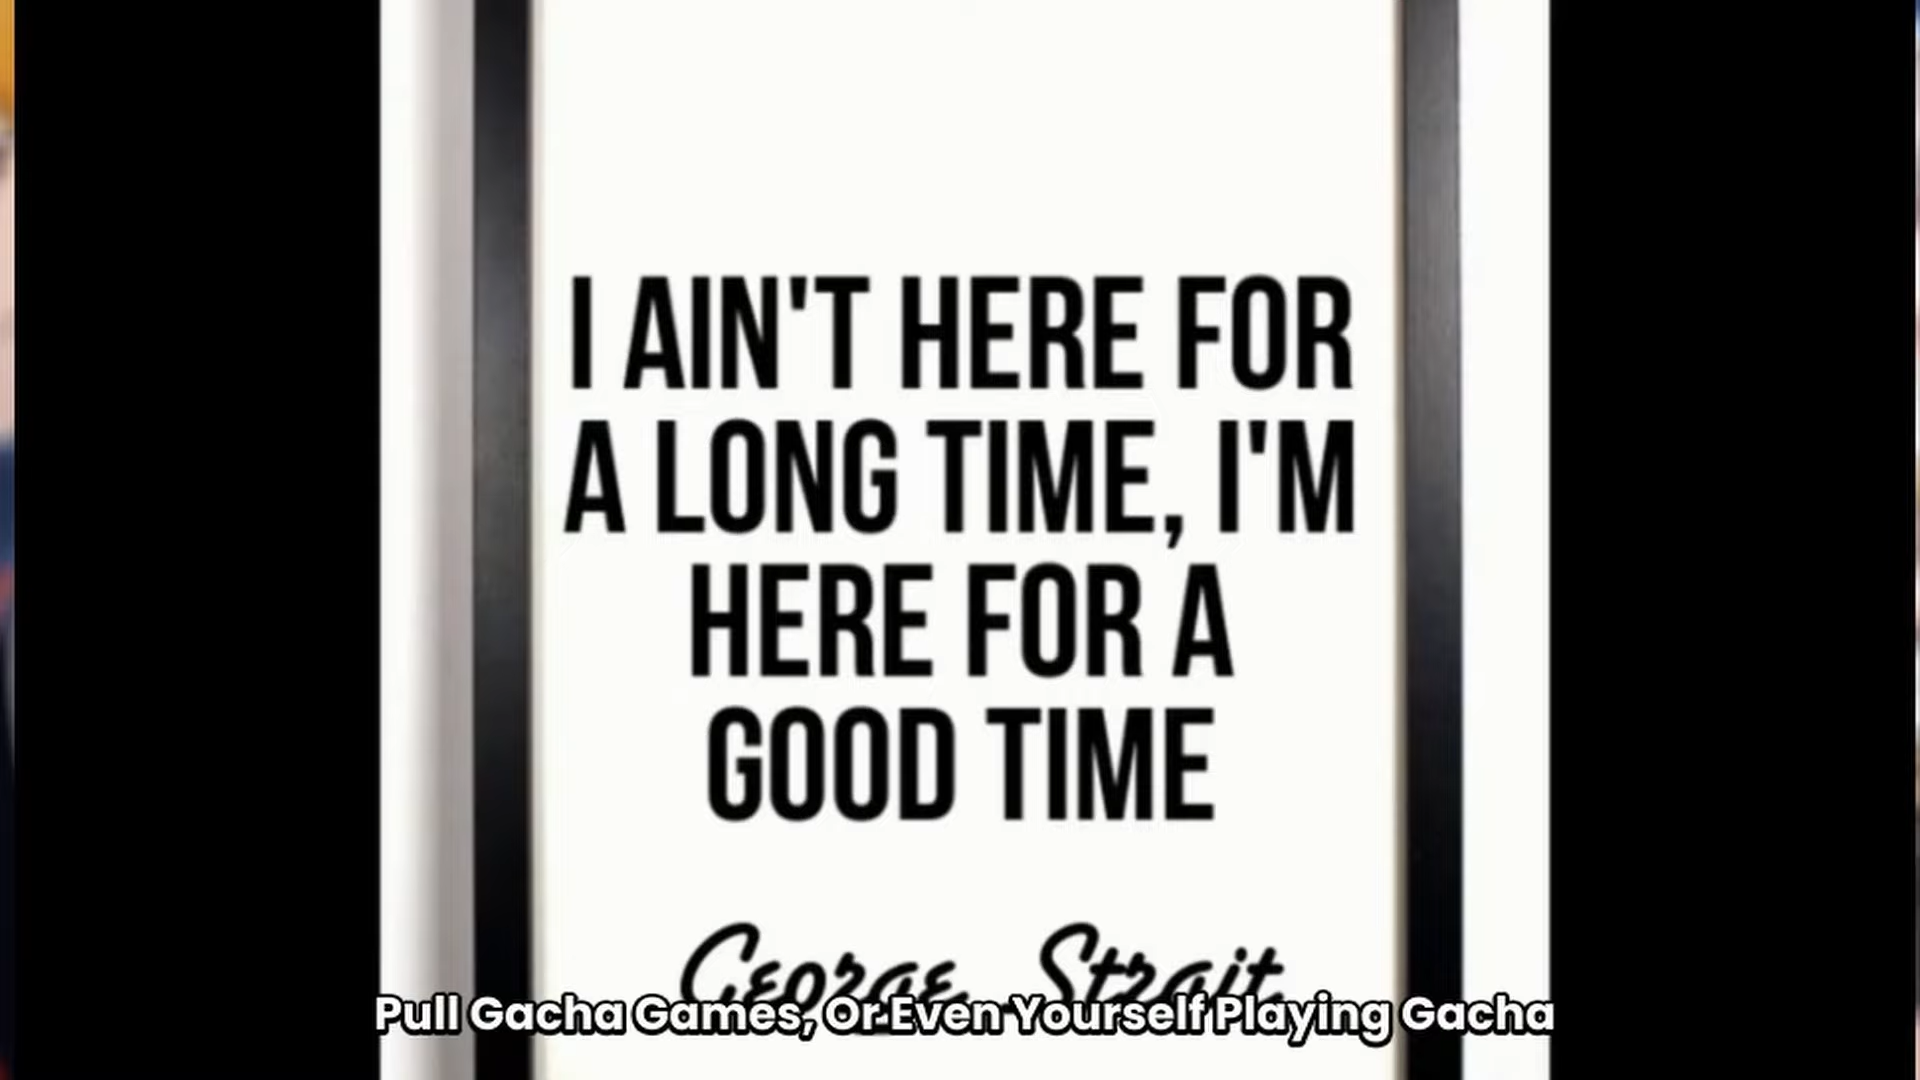 I AIN'T HERE FOR
A LONG TIME, I'M
HERE FOR A
GOOD TIME
George Strait
Pull Gacha Games, Or Even Yourself Playing Gacha